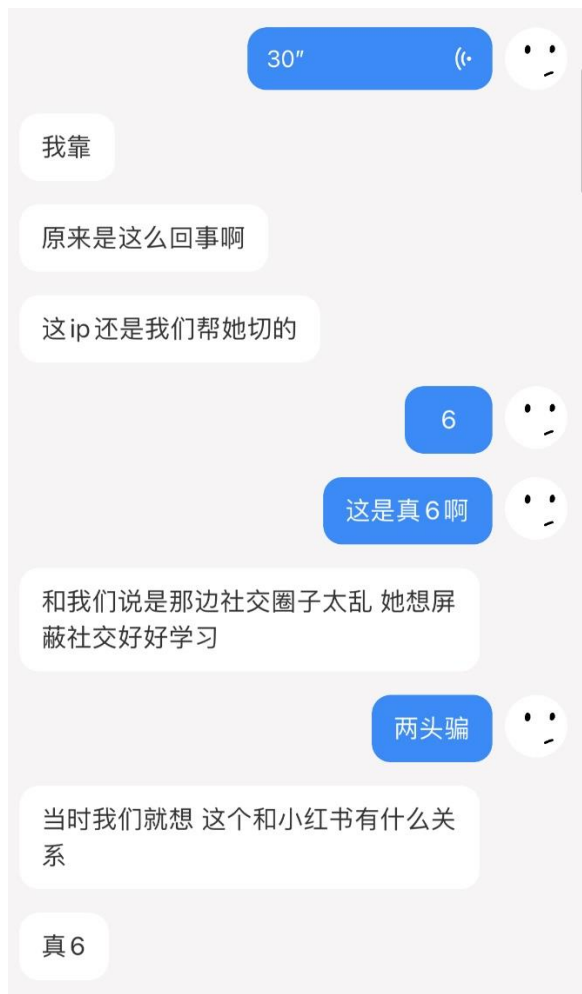 30"
我靠
原来是这么回事啊
这ip还是我们帮她切的
6
这是真6啊
和我们说是那边社交圈子太乱 她想屏
蔽社交好好学习
两头骗
当时我们就想 这个和小红书有什么关
系
真6